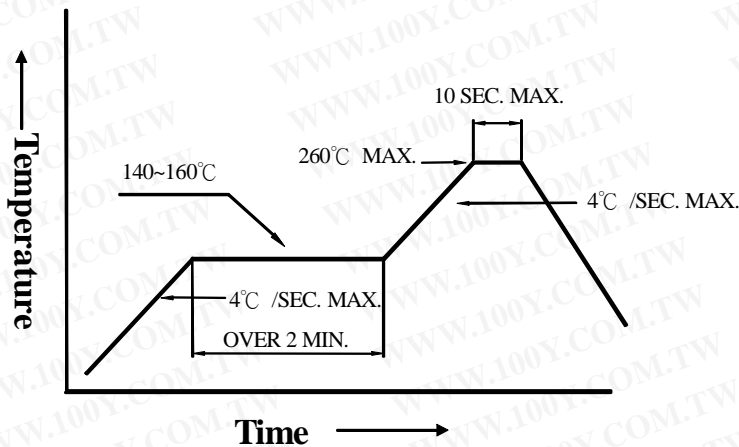 10 SEC. MAX.
260℃ MAX.
140~160℃
4℃ /SEC. MAX.
4℃ /SEC. MAX.
OVER 2 MIN.
Temperature
Time
WWW.100Y.COM.TW